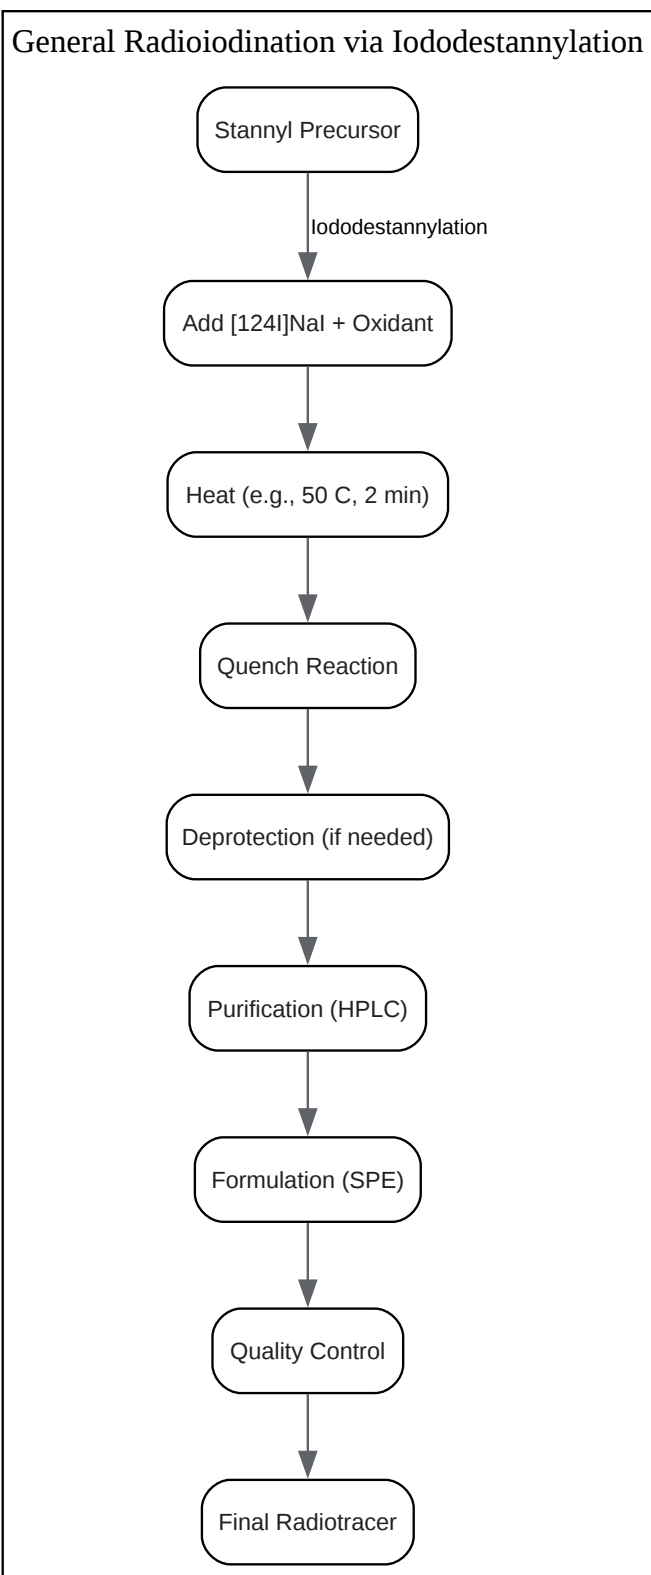 General Radioiodination via Iododestannylation
Stannyl Precursor
Iododestannylation
Add [124I]NaI + Oxidant
Heat (e.g., 50 C, 2 min)
Quench Reaction
Deprotection (if needed)
Purification (HPLC)
Formulation (SPE)
Quality Control
Final Radiotracer